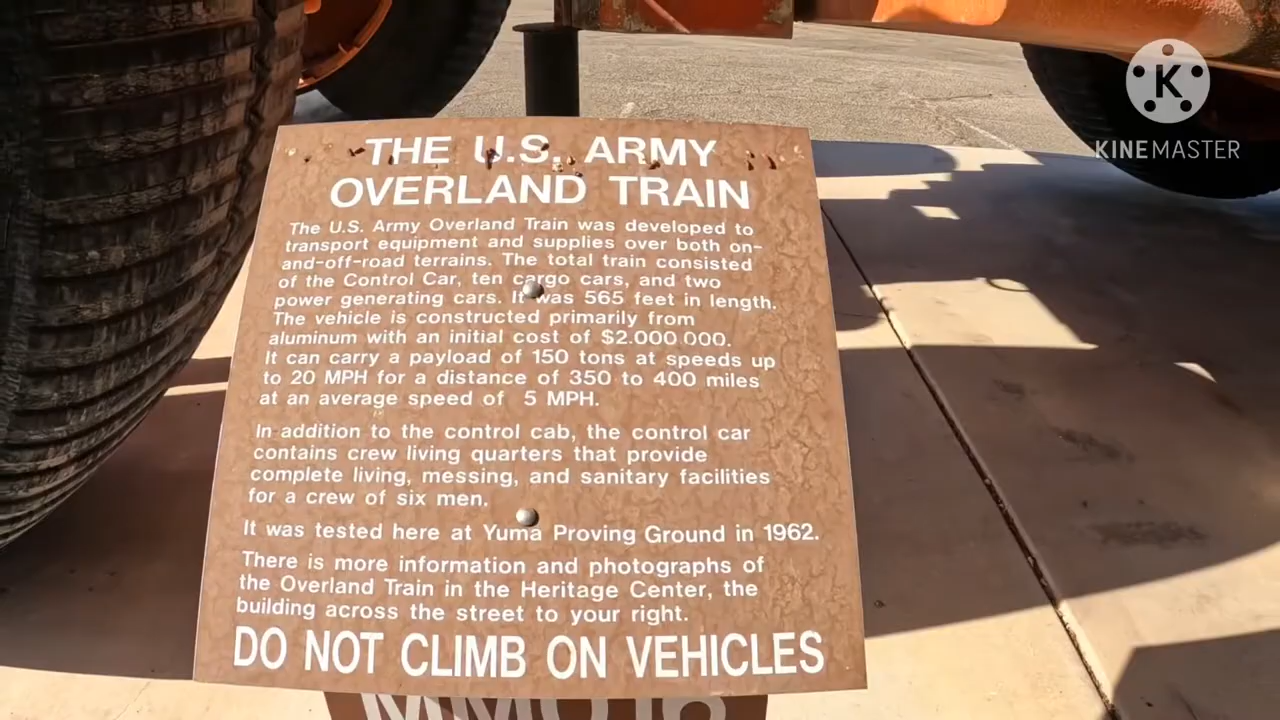 THE U.S. ARMY
OVERLAND TRAIN
The U.S. Army Overland Train was developed to
transport equipment and supplies over both on-
and-off-road terrains. The total train consisted
of the Control Car, ten cargo cars, and two
power generating cars. It was 565 feet in length.
The vehicle is constructed primarily from
aluminum with an initial cost of $2.000.000.
It can carry a payload of 150 tons at speeds up
to 20 MPH for a distance of 350 to 400 miles
at an average speed of 5 MPH.
In addition to the control cab, the control car
contains crew living quarters that provide
complete living, messing, and sanitary facilities
for a crew of six men.
It was tested here at Yuma Proving Ground in 1962.
There is more information and photographs of
the Overland Train in the Heritage Center, the
building across the street to your right.
DO NOT CLIMB ON VEHICLES
K
KINEMASTER